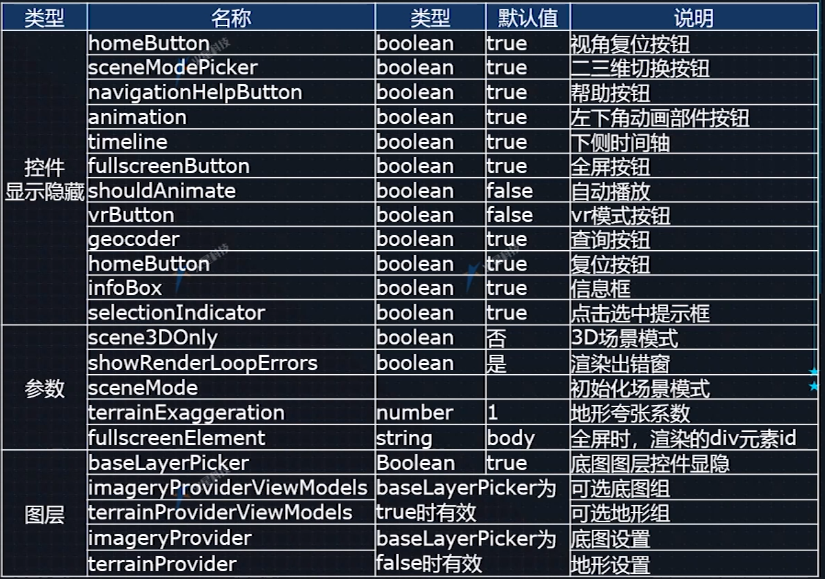 类型 名称 类型 默认值 说明
控件
显示隐藏
homeButton boolean true 视角复位按钮
sceneModePicker boolean true 二三维切换按钮
navigationHelpButton boolean true 帮助按钮
animation boolean true 左下角动画部件按钮
timeline boolean true 下侧时间轴
fullscreenButton boolean true 全屏按钮
shouldAnimate boolean false 自动播放
vrButton boolean false vr模式按钮
geocoder boolean true 查询按钮
homeButton boolean true 复位按钮
infoBox boolean true 信息框
selectionIndicator boolean true 点击选中提示框
参数
scene3DOnly boolean 否 3D场景模式
showRenderLoopErrors boolean 是 渲染出错窗
sceneMode 初始化场景模式
terrainExaggeration number 1 地形夸张系数
fullscreenElement string body 全屏时，渲染的div元素id
图层
baseLayerPicker Boolean true 底图图层控件显隐
imageryProviderViewModels baseLayerPicker为 可选底图组
terrainProviderViewModels true时有效 可选地形组
imageryProvider baseLayerPicker为 底图设置
terrainProvider false时有效 地形设置